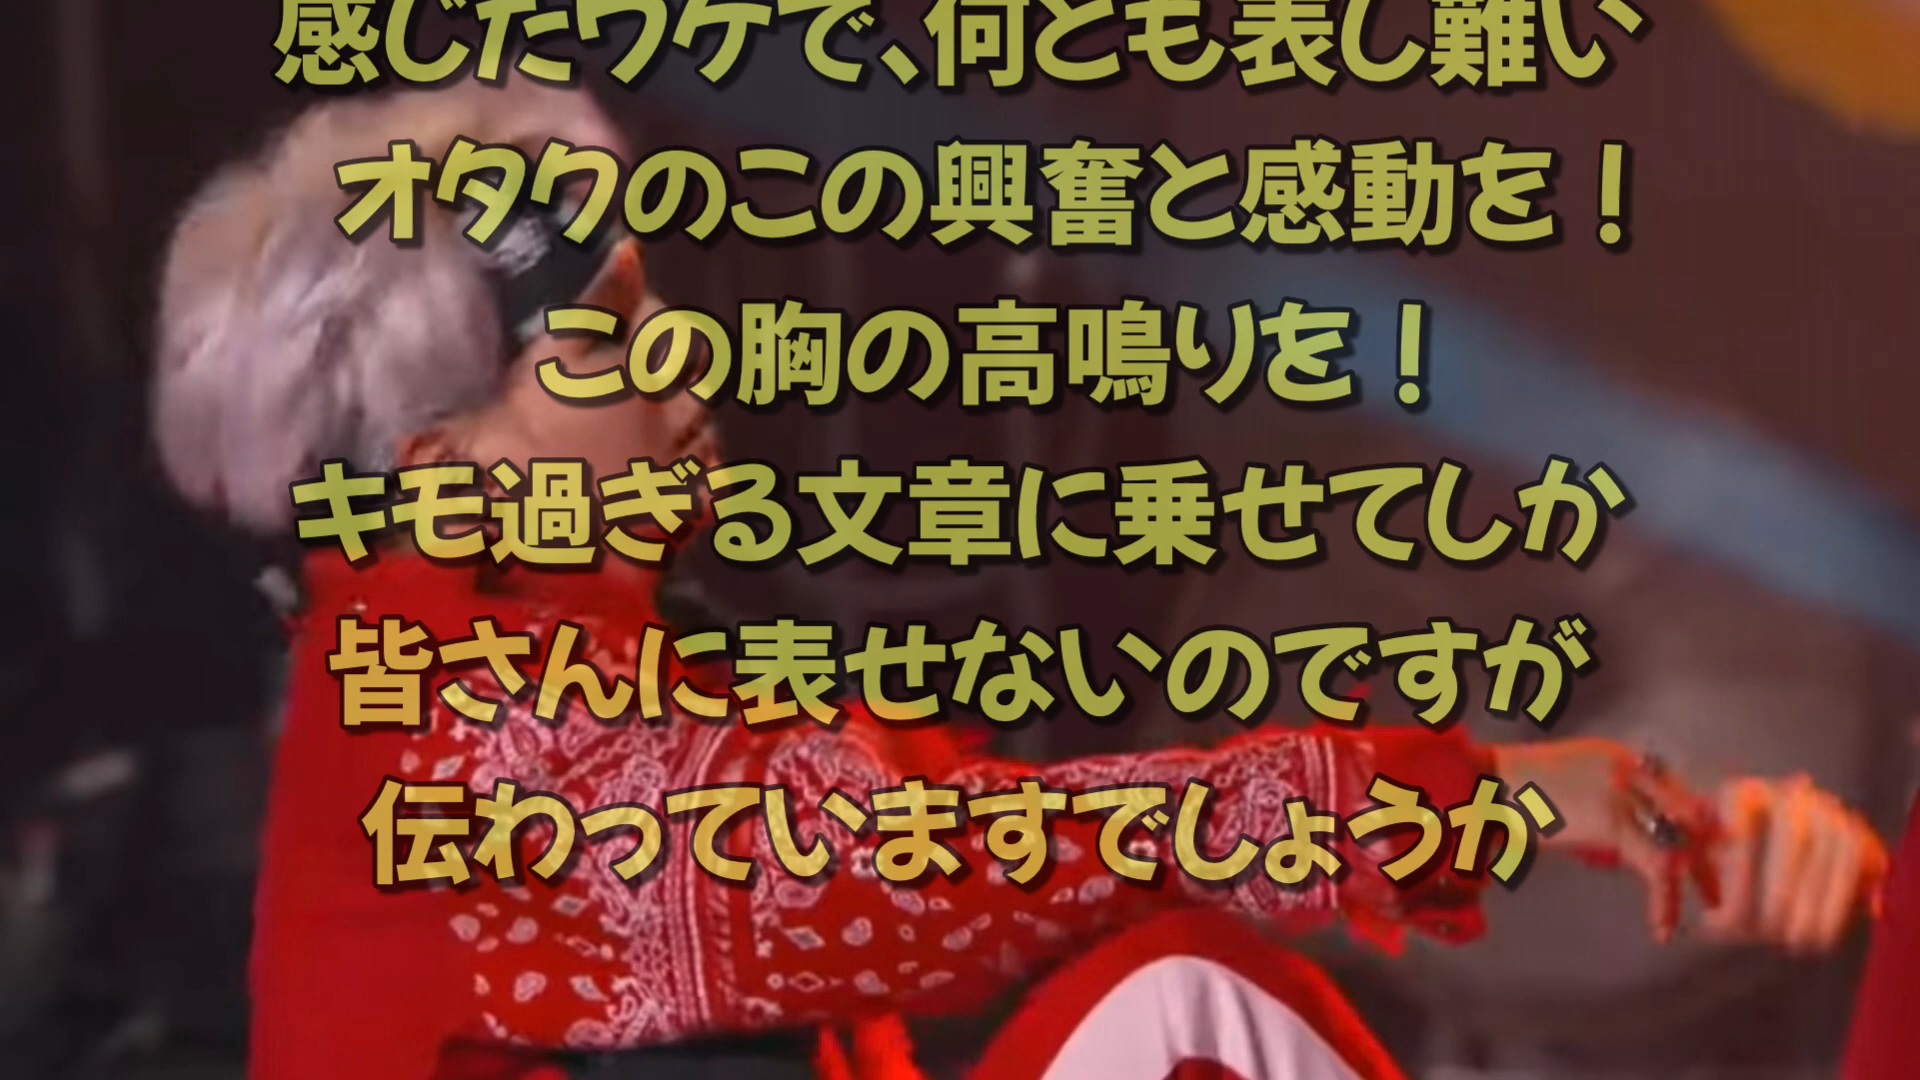 感じたワケで、何とも表し難い
オタクのこの興奮と感動を！
この胸の高鳴りを！
キモ過ぎる文章に乗せてしか
皆さんに表せないのですが
伝わっていますでしょうか